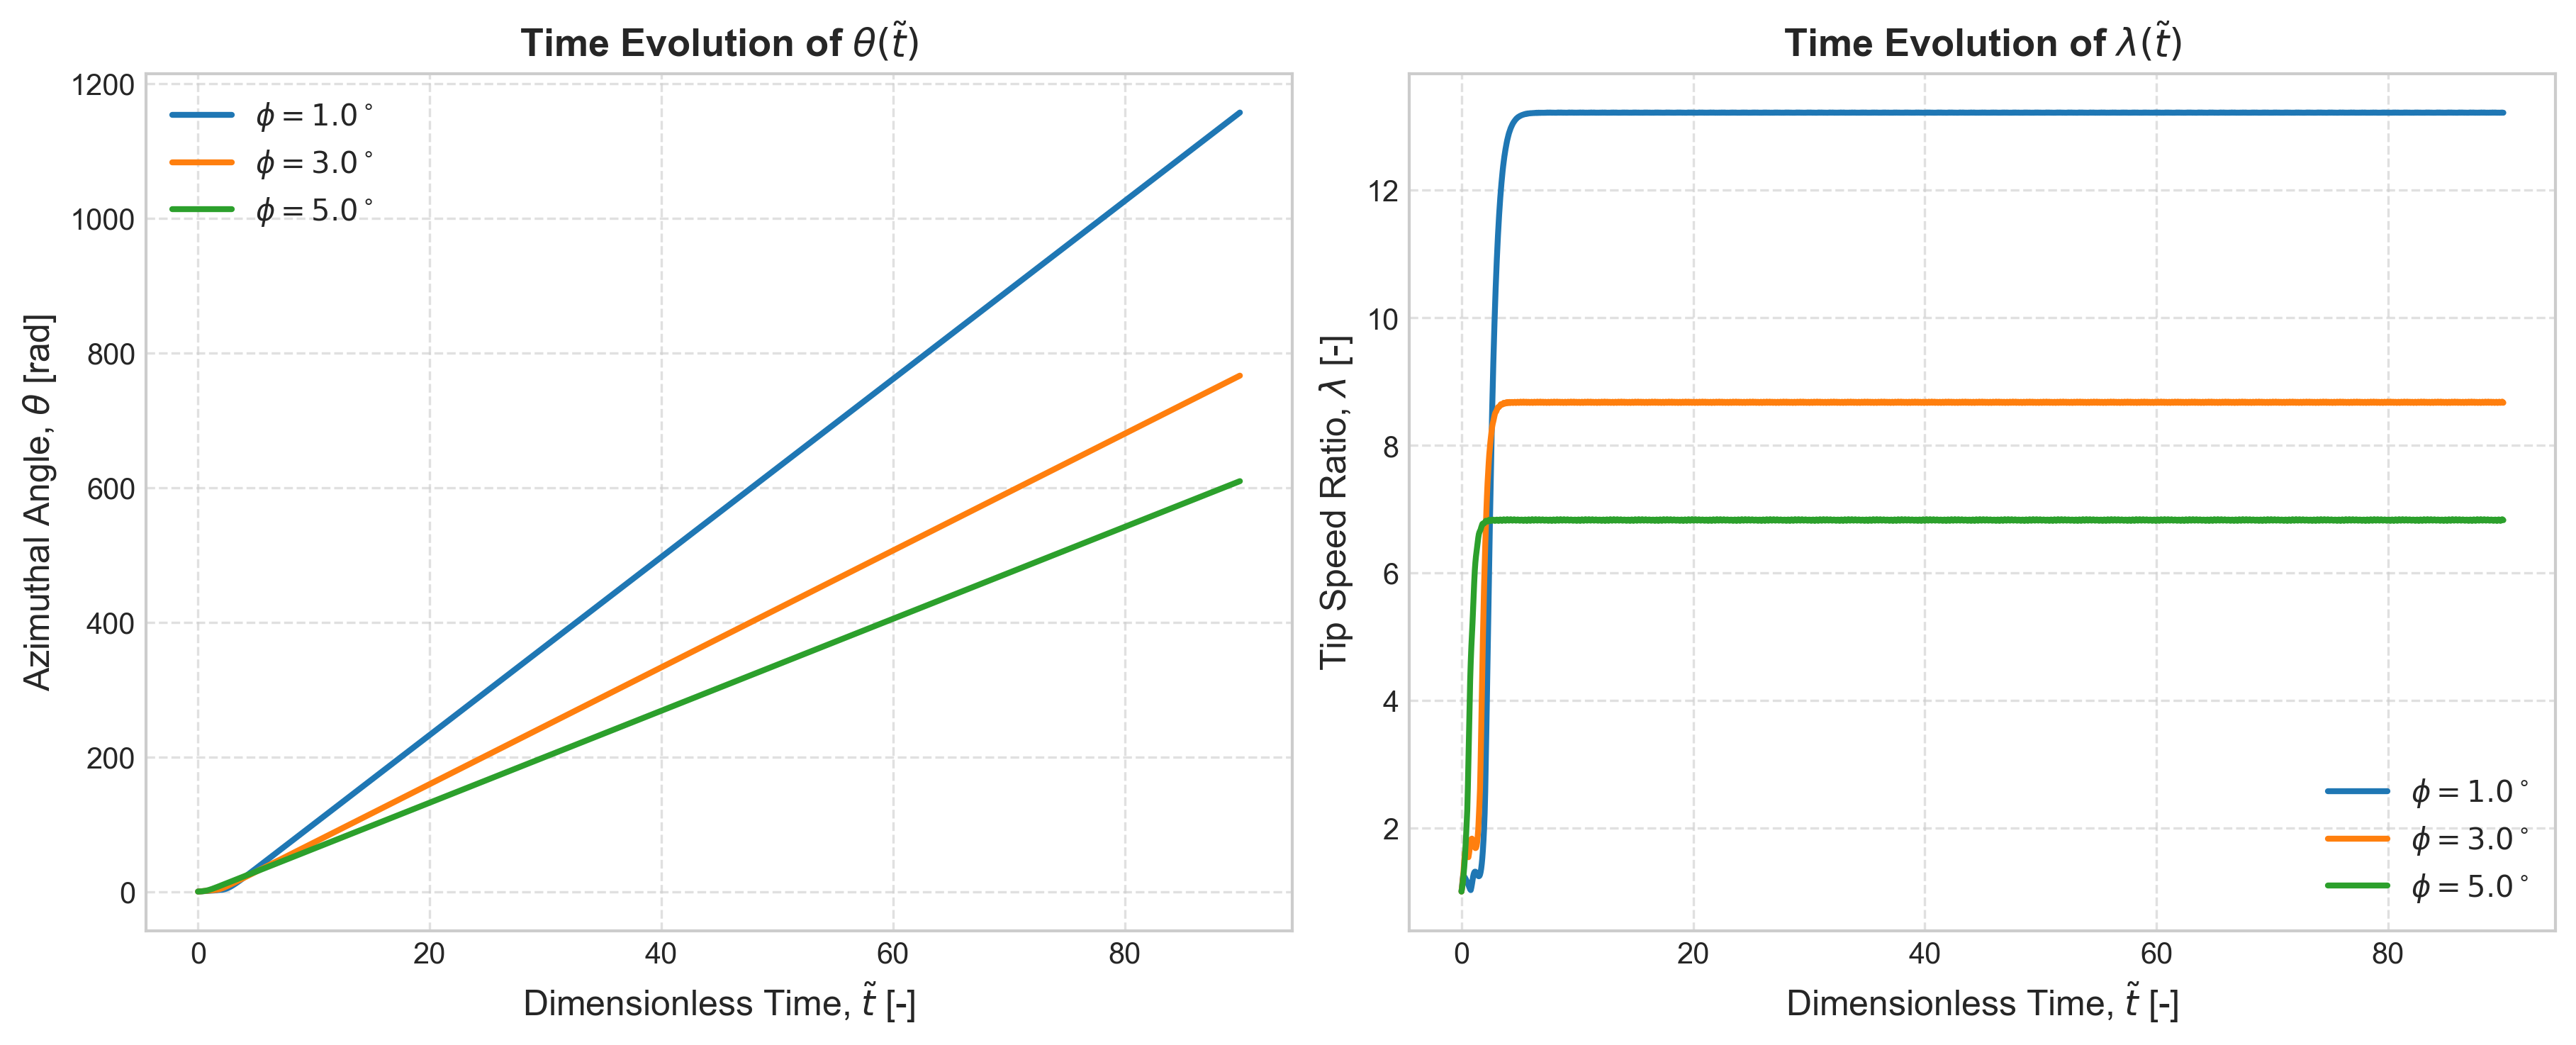 Time Evolution of θ(t̃)
1200
1000
800
600
400
200
0
0 20 40 60 80
Azimuthal Angle, θ [rad]
Dimensionless Time, t̃ [-]
ϕ = 1.0°
ϕ = 3.0°
ϕ = 5.0°
Time Evolution of λ(t̃)
12
10
8
6
4
2
0 20 40 60 80
Tip Speed Ratio, λ [-]
Dimensionless Time, t̃ [-]
ϕ = 1.0°
ϕ = 3.0°
ϕ = 5.0°